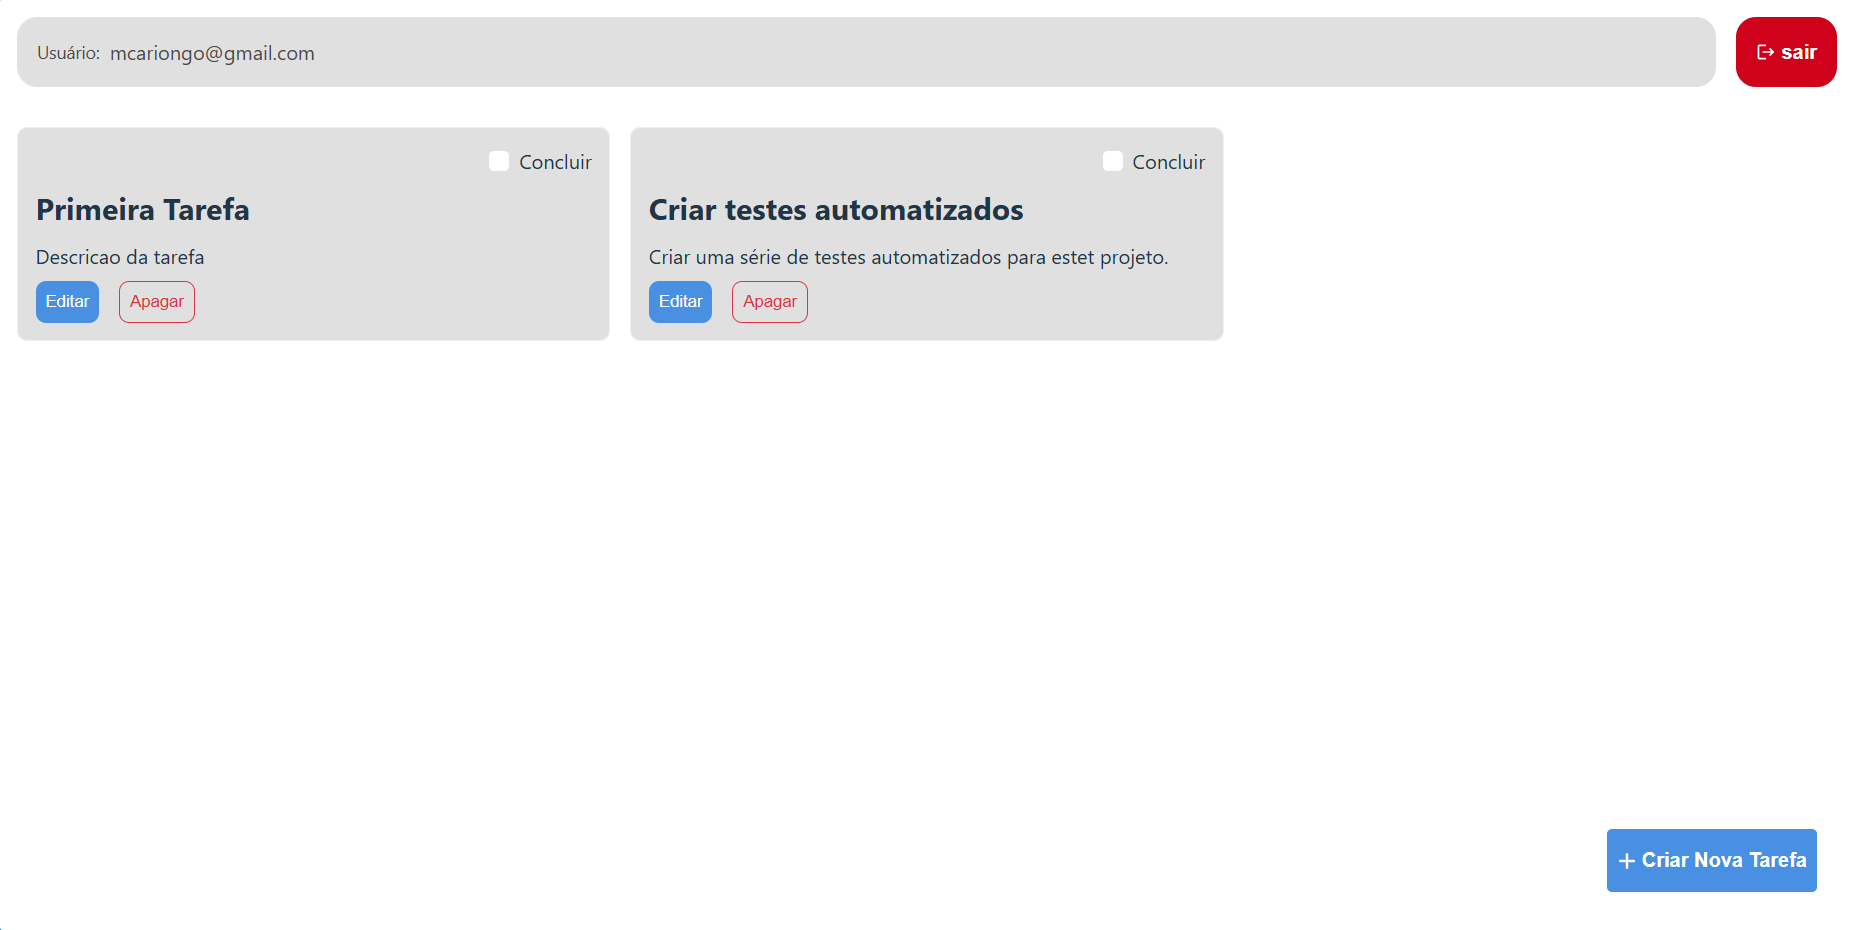 Usuário: mcariongo@gmail.com
sair
Concluir
Primeira Tarefa
Descricao da tarefa
Editar Apagar
Concluir
Criar testes automatizados
Criar uma série de testes automatizados para estet projeto.
Editar Apagar
+ Criar Nova Tarefa